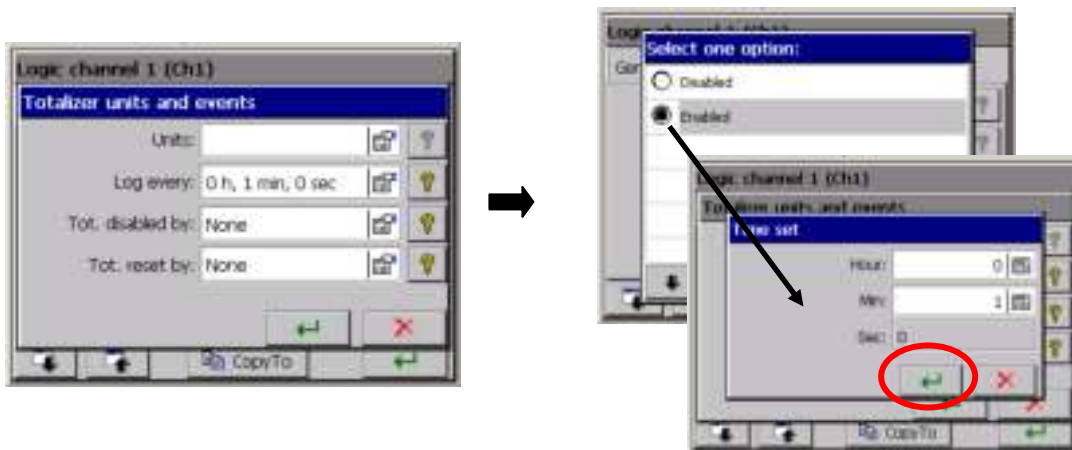 Logic channel 1 (Ch1)
Totalizer units and events
Units:
Log every: 0 h, 1 min, 0 sec
Tot. disabled by: None
Tot. reset by: None
CopyTo
Select one option:
Disabled
Enabled
Logic channel 1 (Ch1)
Totalizer units and events
Time set
Hour: 0
Min: 1
Sec: 0
CopyTo